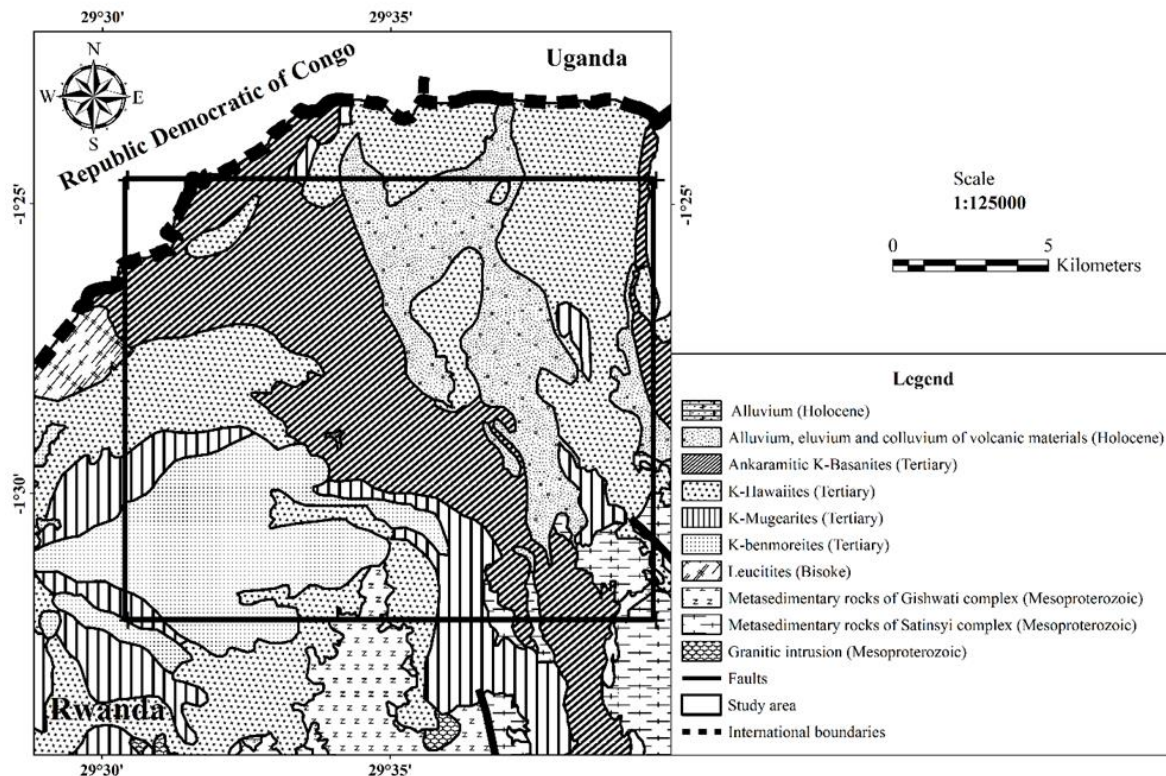 29°30'
29°35'
N
W E
S
Republic Democratic of Congo
Uganda
-1°25'
-1°25'
Scale
1:125000
0 5
Kilometers
-1°30'
-1°30'
Legend
Alluvium (Holocene)
Alluvium, eluvium and colluvium of volcanic materials (Holocene)
Ankaramitic K-Basanites (Tertiary)
K-Hawaiites (Tertiary)
K-Mugearites (Tertiary)
K-benmoreites (Tertiary)
Leucitites (Bisoke)
Metasedimentary rocks of Gishwati complex (Mesoproterozoic)
Metasedimentary rocks of Satinsyi complex (Mesoproterozoic)
Granitic intrusion (Mesoproterozoic)
Faults
Study area
International boundaries
Rwanda
29°30'
29°35'